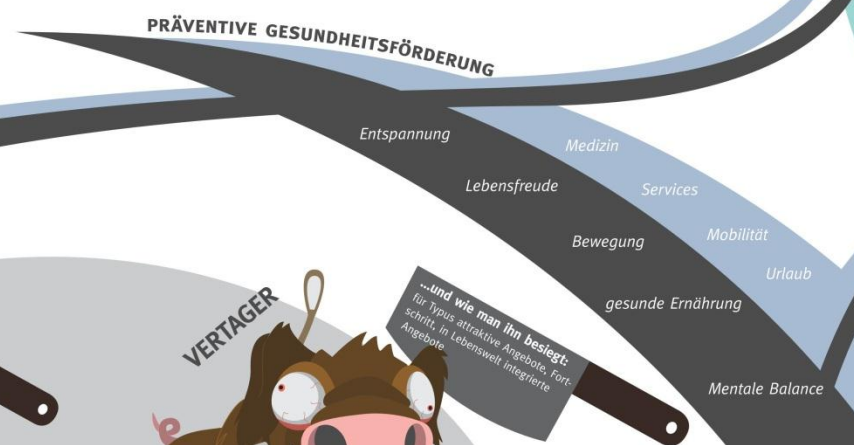 PRÄVENTIVE GESUNDHEITSFÖRDERUNG
Entspannung
Medizin
Lebensfreude
Services
Bewegung
Mobilität
Urlaub
gesunde Ernährung
Mentale Balance
VERTAGER
...und wie man ihn besiegt:
für Typus attraktive Angebote, Fort-
schritt, in Lebenswelt integrierte
Angebote